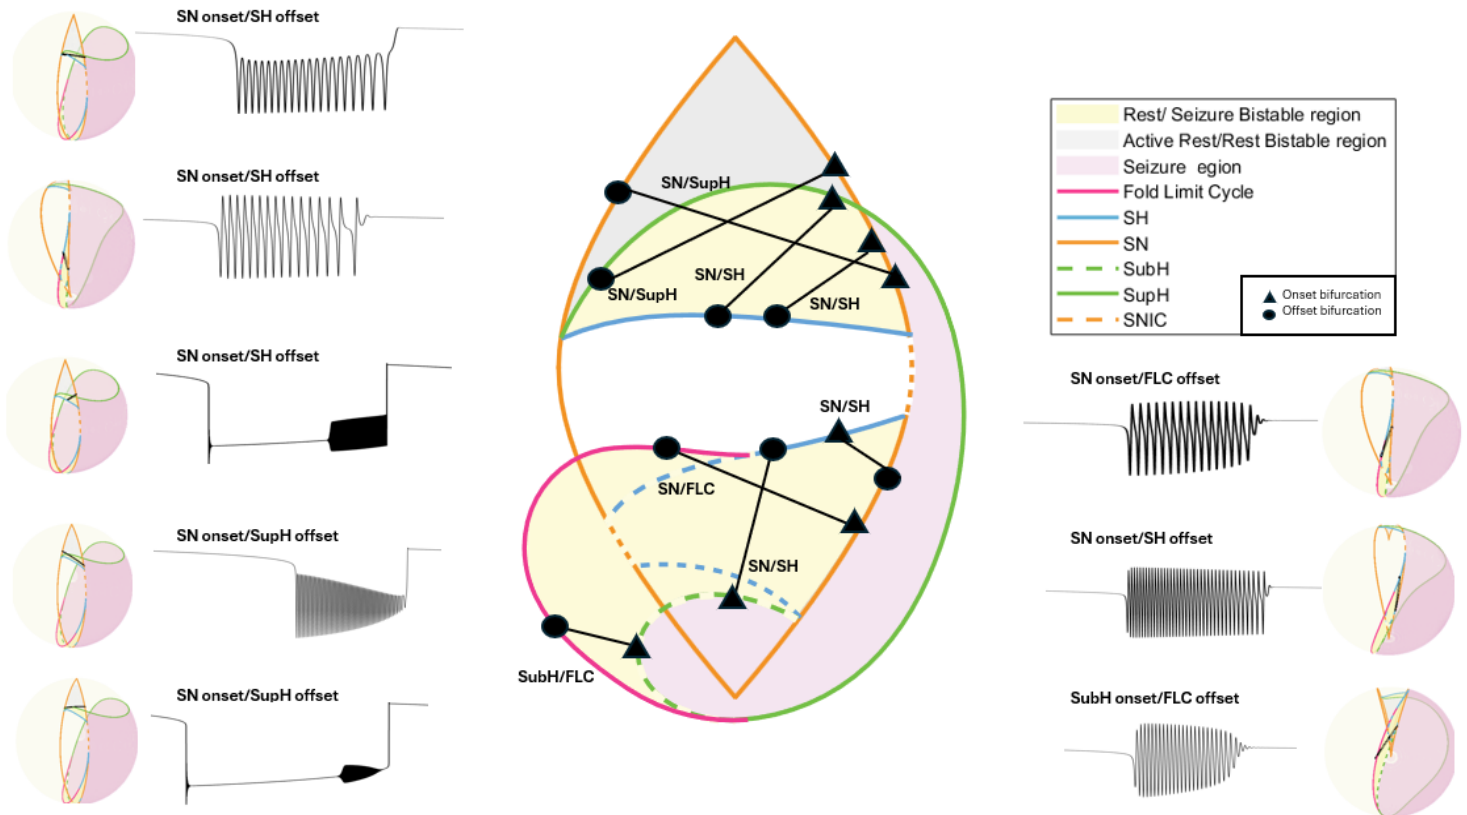 SN onset/SH offset
SN onset/SH offset
SN onset/SH offset
SN onset/SupH offset
SN onset/SupH offset
SN/SupH
SN/SH
SN/SupH
SN/SH
SN/SH
SN/FLC
SN/SH
SubH/FLC
Rest/ Seizure Bistable region
Active Rest/Rest Bistable region
Seizure egion
Fold Limit Cycle
SH
SN
SubH
SupH
SNIC
Onset bifurcation
Offset bifurcation
SN onset/FLC offset
SN onset/SH offset
SubH onset/FLC offset